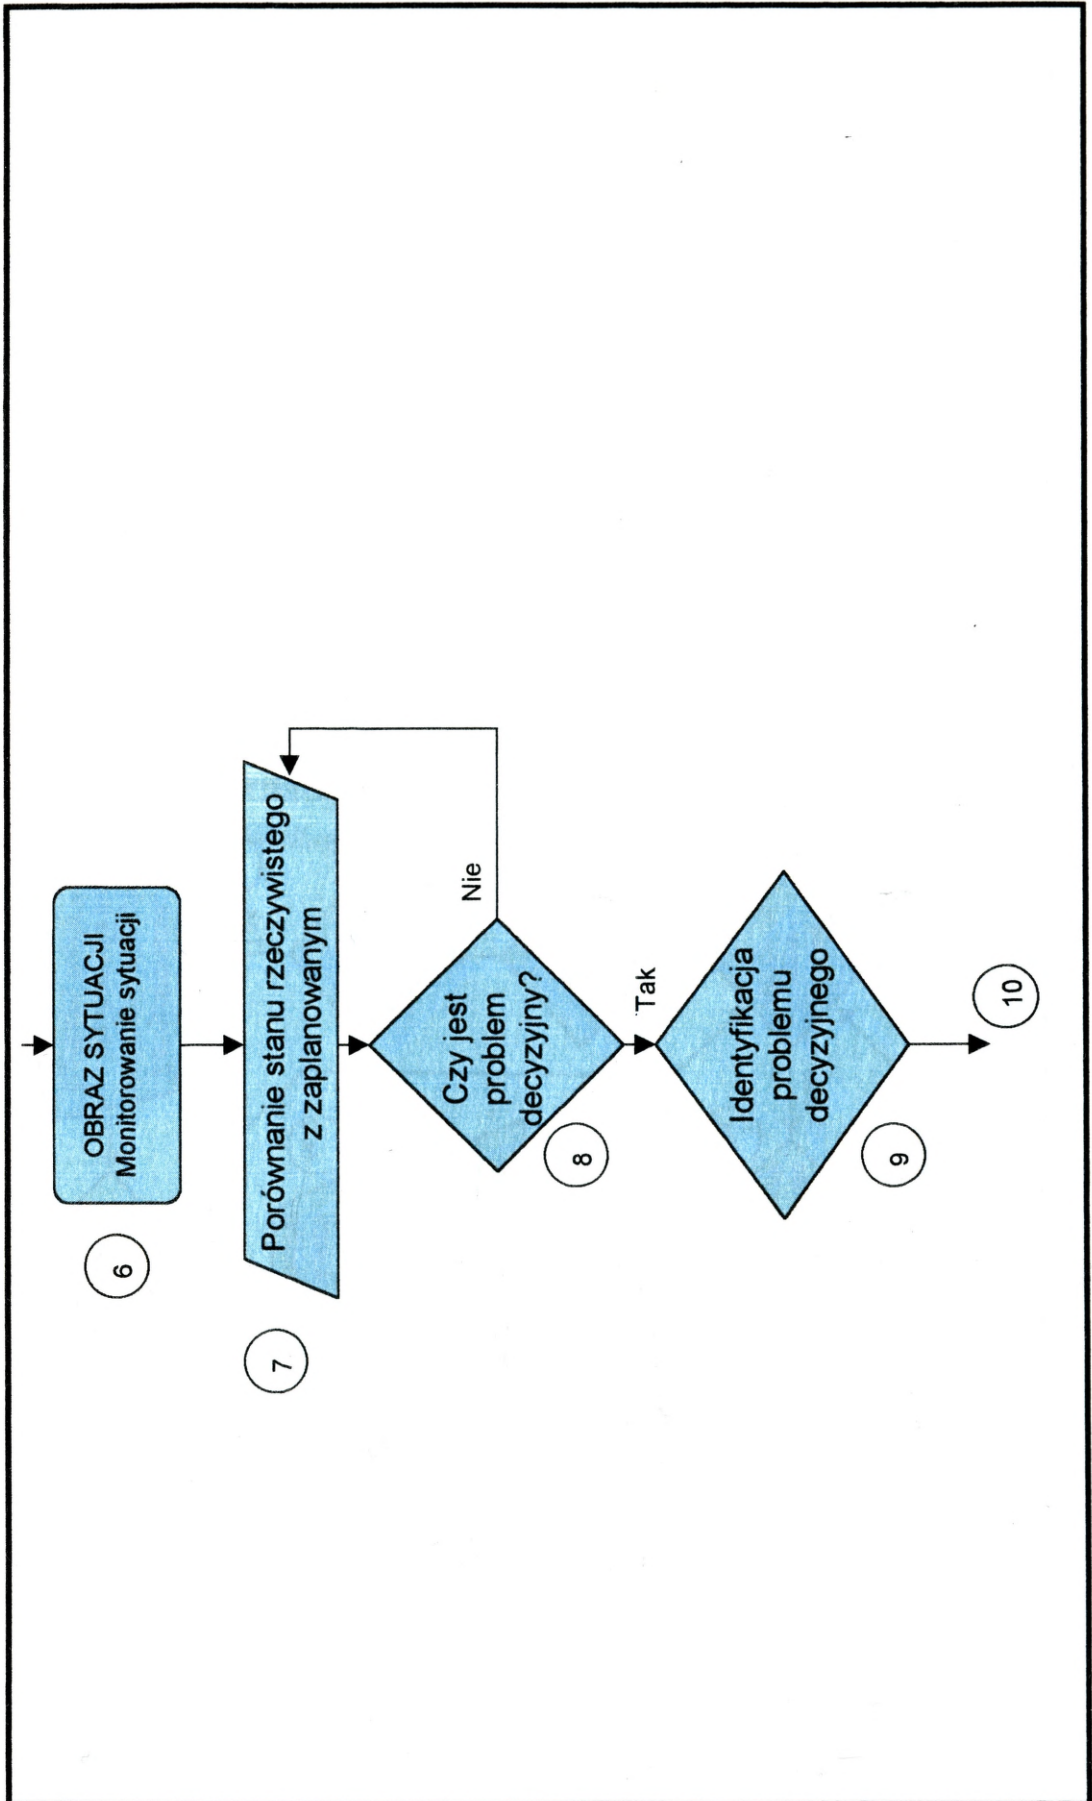 OBRAZ SYTUACJI
Monitorowanie sytuacji
6
Porównanie stanu rzeczywistego
z zaplanowanym
7
Czy jest
problem
decyzyjny?
Nie
8
Tak
Identyfikacja
problemu
decyzyjnego
9
10